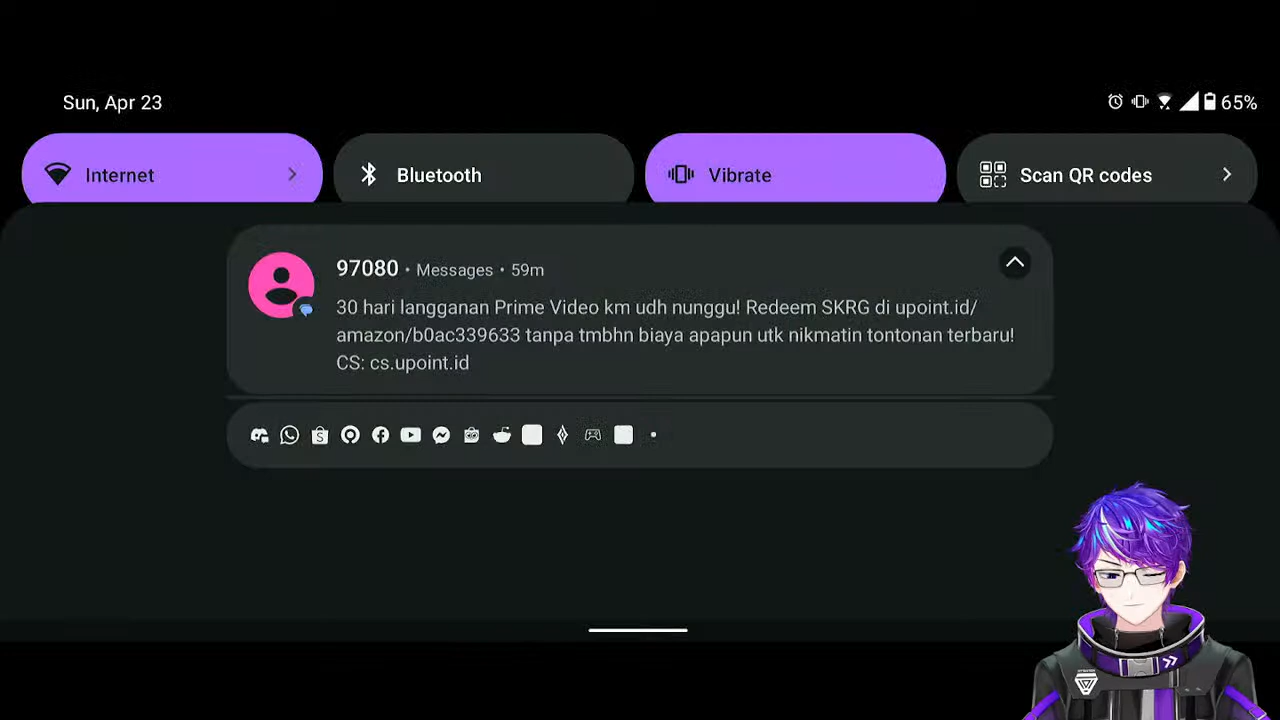 Sun, Apr 23
65%
Internet
Bluetooth
Vibrate
Scan QR codes
97080 • Messages • 59m
30 hari langganan Prime Video km udh nunggu! Redeem SKRG di upoint.id/
amazon/b0ac339633 tanpa tmbhn biaya apapun utk nikmatin tontonan terbaru!
CS: cs.upoint.id